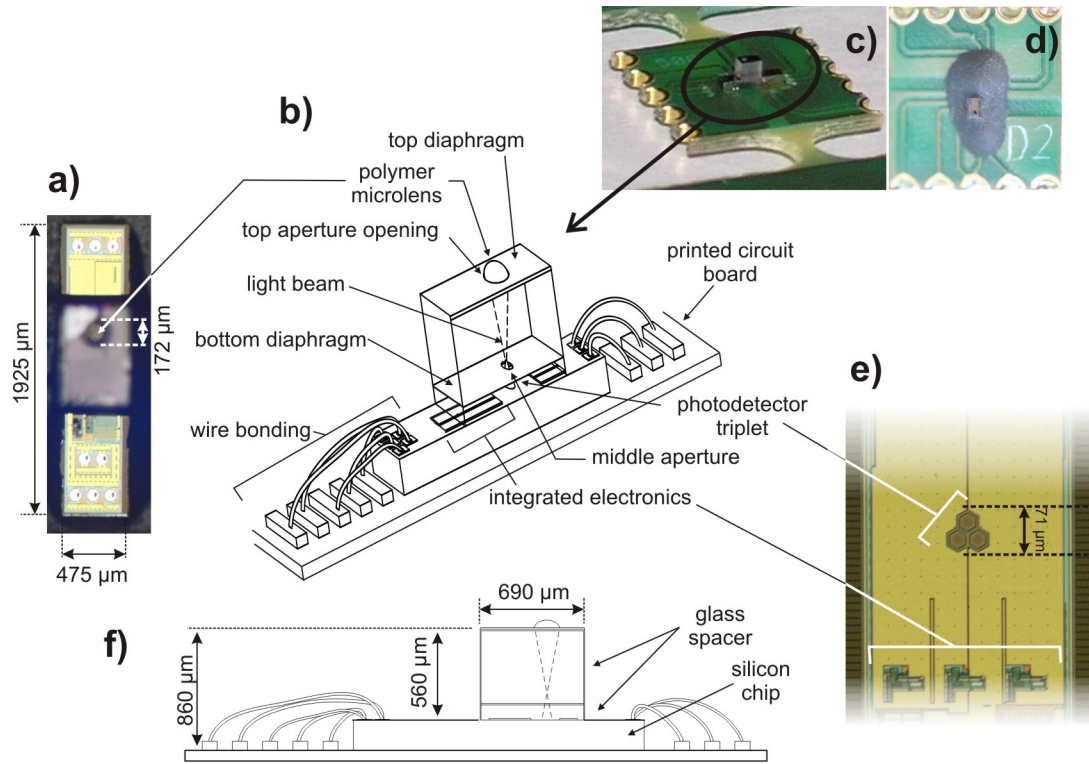 a)
1925 µm
172 µm
475 µm
b)
top diaphragm
polymer
microlens
top aperture opening
light beam
bottom diaphragm
wire bonding
printed circuit
board
photodetector
triplet
middle aperture
integrated electronics
c)
d)
D2
e)
71 µm
f)
690 µm
860 µm
560 µm
glass
spacer
silicon
chip